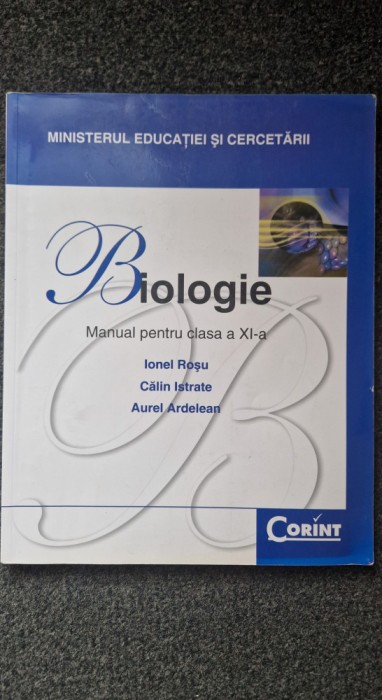 MINISTERUL EDUCAȚIEI ȘI CERCETĂRII
Biologie
Manual pentru clasa a XI-a
Ionel Roșu
Călin Istrate
Aurel Ardelean
CORINT